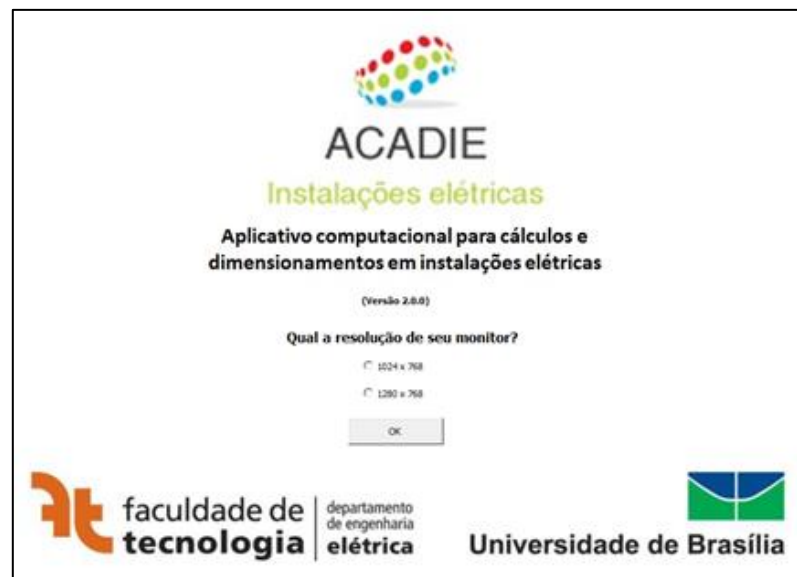 ACADIE
Instalações elétricas
Aplicativo computacional para cálculos e
dimensionamentos em instalações elétricas
(Versão 2.0.0)
Qual a resolução de seu monitor?
1024 x 768
1280 x 768
OK
ft
faculdade de
tecnologia
departamento
de engenharia
elétrica
Universidade de Brasília